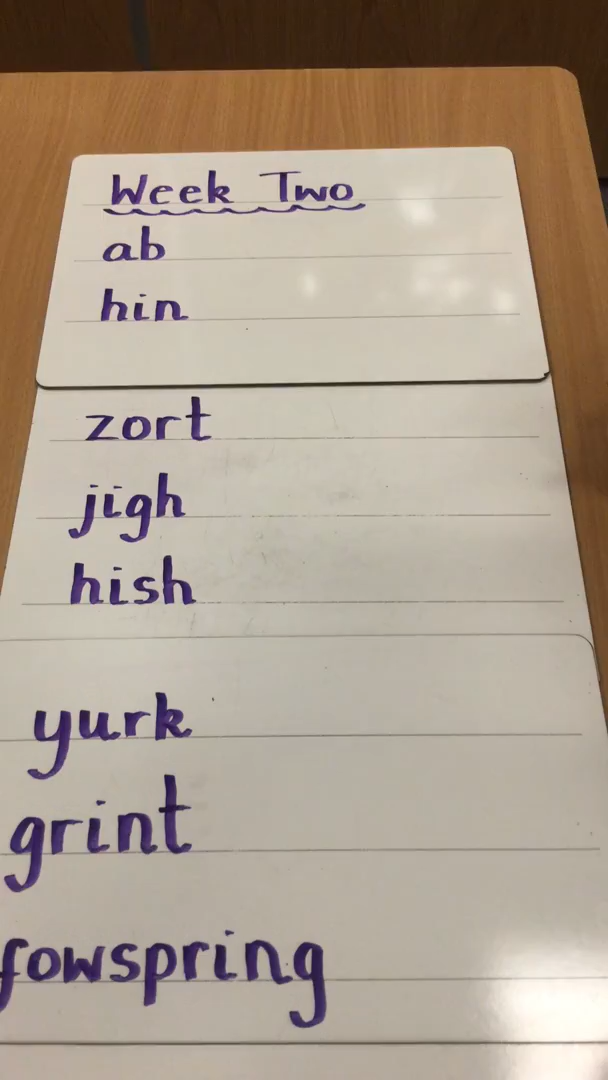 Week Two
ab
hin
zort
jigh
hish
yurk
grint
fowspring